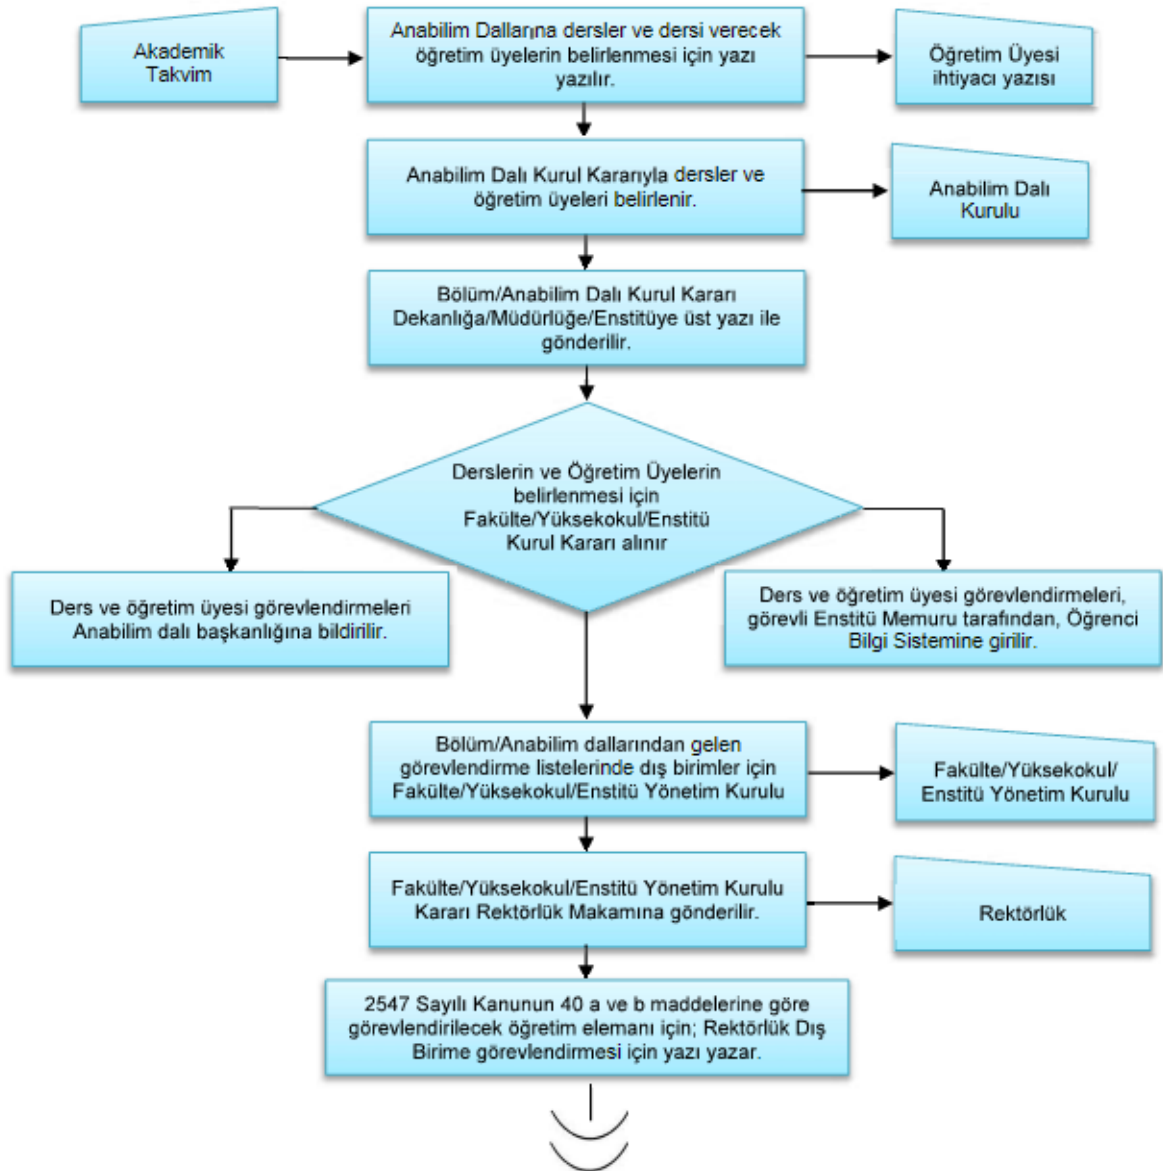 Akademik
Takvim
Anabilim Dallarına dersler ve dersi verecek
öğretim üyelerin belirlenmesi için yazı
yazılır.
Öğretim Üyesi
ihtiyacı yazısı
Anabilim Dalı Kurul Kararıyla dersler ve
öğretim üyeleri belirlenir.
Anabilim Dalı
Kurulu
Bölüm/Anabilim Dalı Kurul Kararı
Dekanlığa/Müdürlüğe/Enstitüye üst yazı ile
gönderilir.
Derslerin ve Öğretim Üyelerin
belirlenmesi için
Fakülte/Yüksekokul/Enstitü
Kurul Kararı alınır
Ders ve öğretim üyesi görevlendirmeleri
Anabilim dalı başkanlığına bildirilir.
Ders ve öğretim üyesi görevlendirmeleri,
görevli Enstitü Memuru tarafından, Öğrenci
Bilgi Sistemine girilir.
Bölüm/Anabilim dallarından gelen
görevlendirme listelerinde dış birimler için
Fakülte/Yüksekokul/Enstitü Yönetim Kurulu
Fakülte/Yüksekokul/
Enstitü Yönetim Kurulu
Fakülte/Yüksekokul/Enstitü Yönetim Kurulu
Kararı Rektörlük Makamına gönderilir.
Rektörlük
2547 Sayılı Kanunun 40 a ve b maddelerine göre
görevlendirilecek öğretim elemanı için; Rektörlük Dış
Birime görevlendirmesi için yazı yazar.